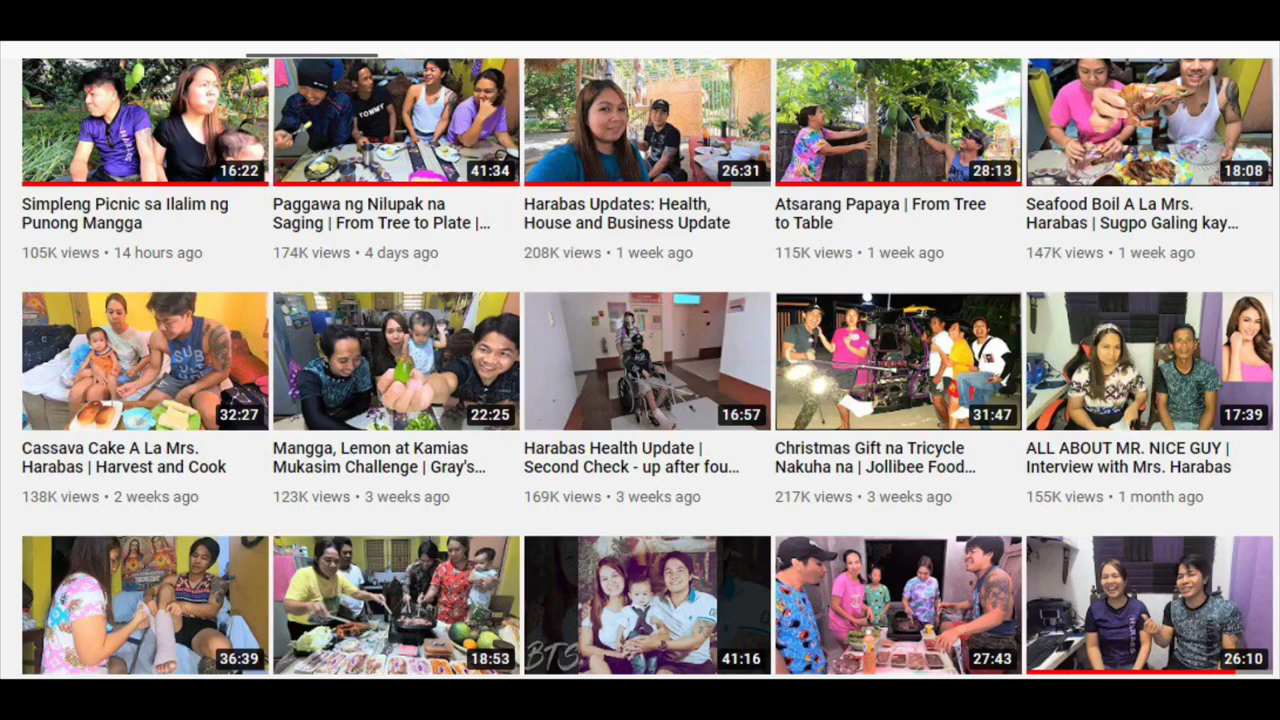 16:22
41:34
26:31
28:13
18:08
Simpleng Picnic sa Ilalim ng
Punong Mangga
105K views • 14 hours ago
Paggawa ng Nilupak na
Saging | From Tree to Plate |...
174K views • 4 days ago
Harabas Updates: Health,
House and Business Update
208K views • 1 week ago
Atsarang Papaya | From Tree
to Table
115K views • 1 week ago
Seafood Boil A La Mrs.
Harabas | Sugpo Galing kay...
147K views • 1 week ago
TOMMY
SUB
32:27
22:25
16:57
31:47
17:39
Cassava Cake A La Mrs.
Harabas | Harvest and Cook
138K views • 2 weeks ago
Mangga, Lemon at Kamias
Mukasim Challenge | Gray's...
123K views • 3 weeks ago
Harabas Health Update |
Second Check - up after fou...
169K views • 3 weeks ago
Christmas Gift na Tricycle
Nakuha na | Jollibee Food...
217K views • 3 weeks ago
ALL ABOUT MR. NICE GUY |
Interview with Mrs. Harabas
155K views • 1 month ago
36:39
18:53
BTS
41:16
27:43
26:10